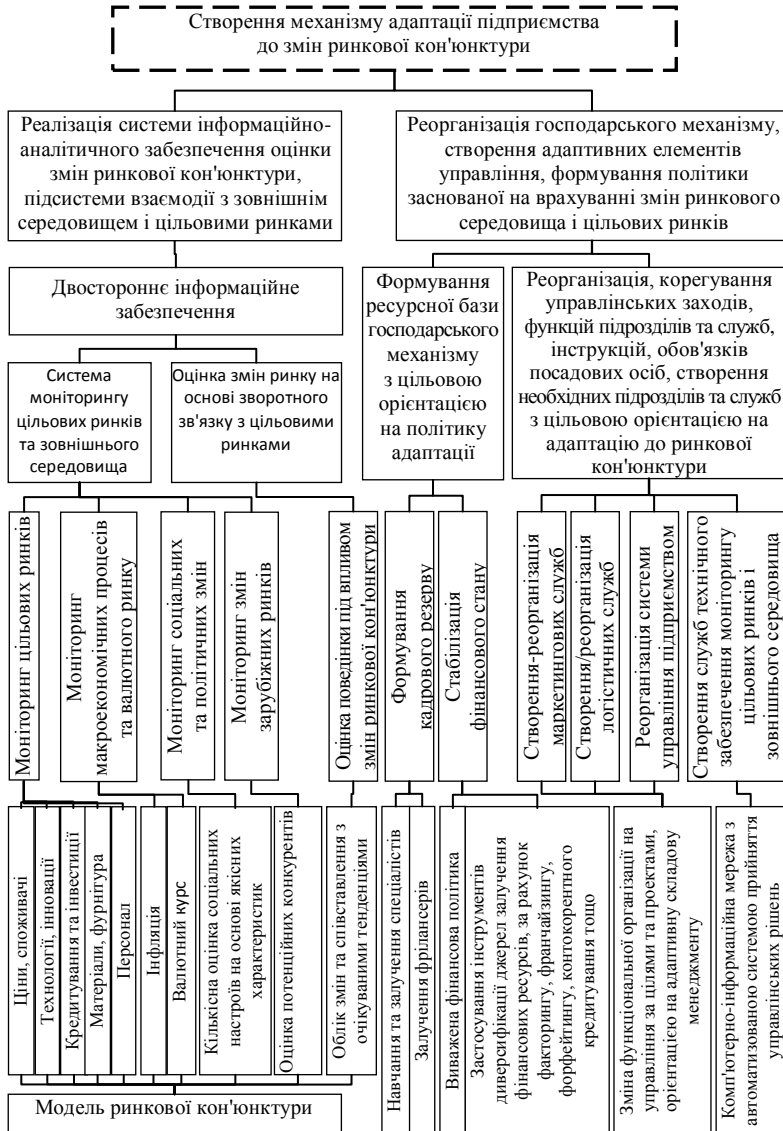 Створення механізму адаптації підприємства
до змін ринкової кон'юнктури
Реалізація системи інформаційно-
аналітичного забезпечення оцінки
змін ринкової кон'юнктури,
підсистеми взаємодії з зовнішнім
середовищем і цільовими ринками
Реорганізація господарського механізму,
створення адаптивних елементів
управління, формування політики
заснованої на врахуванні змін ринкового
середовища і цільових ринків
Двостороннє інформаційне
забезпечення
Формування
ресурсної бази
господарського
механізму
з цільовою
орієнтацією
на політику
адаптації
Реорганізація, корегування
управлінських заходів,
функцій підрозділів та служб,
інструкцій, обов'язків
посадових осіб, створення
необхідних підрозділів та служб
з цільовою орієнтацією на
адаптацію до ринкової
кон'юнктури
Система
моніторингу
цільових ринків
та зовнішнього
середовища
Оцінка змін ринку на
основі зворотного
зв'язку з цільовими
ринками
Моніторинг цільових ринків
Моніторинг
макроекономічних процесів
та валютного ринку
Моніторинг соціальних
та політичних змін
Моніторинг змін
зарубіжних ринків
Оцінка поведінки під впливом
змін ринкової кон'юнктури
Формування
кадрового резерву
Стабілізація
фінансового стану
Створення-реорганізація
маркетингових служб
Створення/реорганізація
логістичних служб
Реорганізація системи
управління підприємством
Створення служб технічного
забезпечення моніторингу
цільових ринків і
зовнішнього середовища
Ціни, споживачі
Технології, інновації
Кредитування та інвестиції
Матеріали, фурнітура
Персонал
Інфляція
Валютний курс
Кількісна оцінка соціальних
настроїв на основі якісних
характеристик
Оцінка потенційних конкурентів
Облік змін та співставлення з
очікуваними тенденціями
Навчання та залучення спеціалістів
Залучення фрілансерів
Виважена фінансова політика
Застосування інструментів
диверсифікації джерел залучення
фінансових ресурсів, за рахунок
факторингу, франчайзингу,
форфейтингу, контокорентного
кредитування тощо
Зміна функціональної організації на
управління за цілями та проектами,
орієнтацією на адаптивну складову
менеджменту
Комп'ютерно-інформаційна мережа з
автоматизованою системою прийняття
управлінських рішень
Модель ринкової кон'юнктури